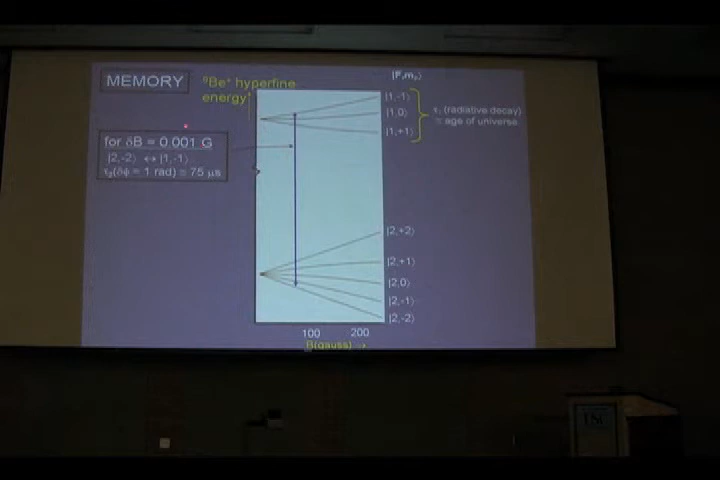 MEMORY
⁹Be⁺ hyperfine
energy
|F,m_F⟩
|1,-1⟩
|1,0⟩
|1,+1⟩
τ₁ (radiative decay)
≈ age of universe
for δB = 0.001 G
|2,-2⟩ ↔ |1,-1⟩
τ₂(δϕ = 1 rad) ≈ 75 μs
|2,+2⟩
|2,+1⟩
|2,0⟩
|2,-1⟩
|2,-2⟩
100 200
B(gauss) →